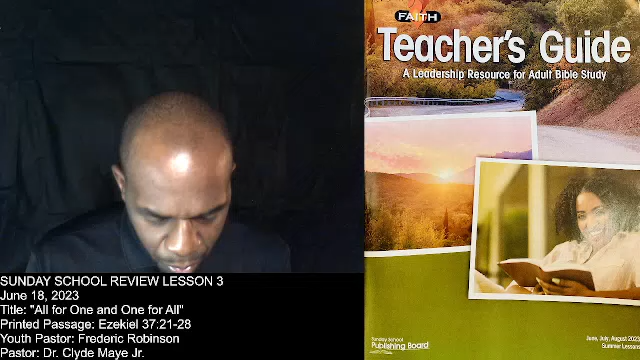 SUNDAY SCHOOL REVIEW LESSON 3
June 18, 2023
Title: "All for One and One for All"
Printed Passage: Ezekiel 37:21-28
Youth Pastor: Frederic Robinson
Pastor: Dr. Clyde Maye Jr.
FAITH
Teacher's Guide
A Leadership Resource for Adult Bible Study
Sunday School
Publishing Board
June, July, August 2023
Summer Lessons